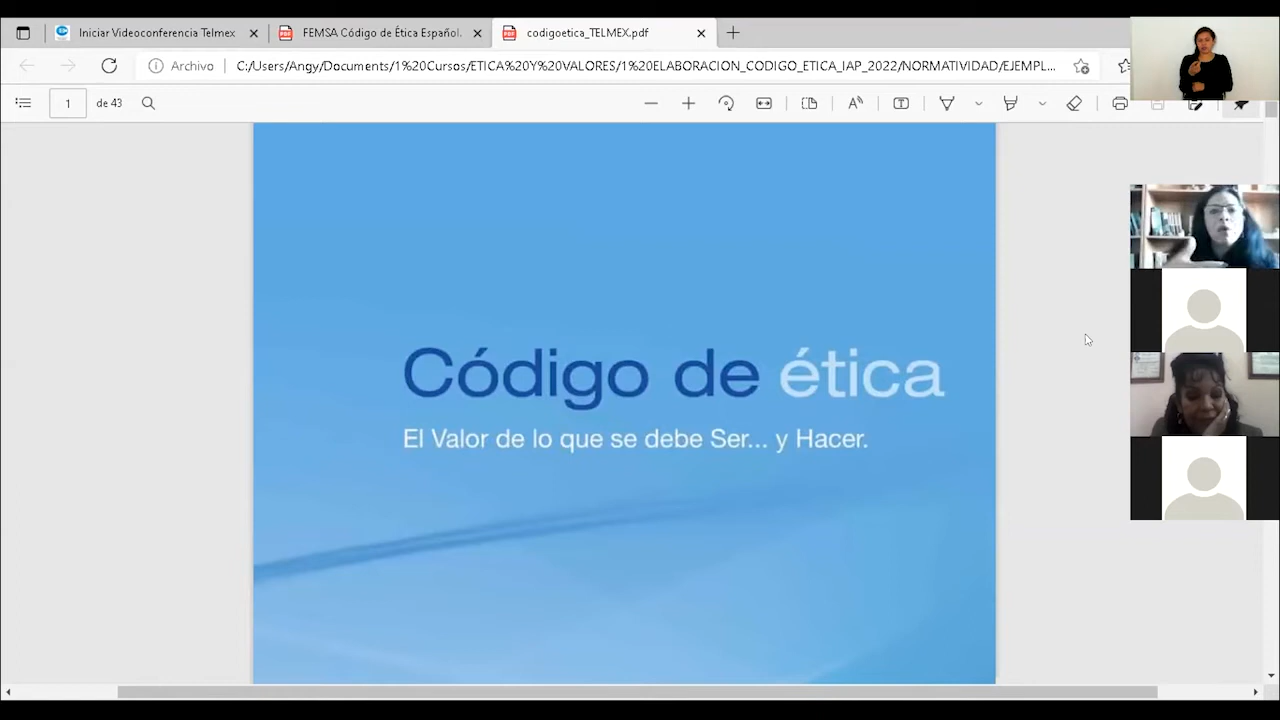 Iniciar Videoconferencia Telmex
FEMSA Código de Ética Español.
codigoetica_TELMEX.pdf
Archivo
C:/Users/Angy/Documents/1%20Cursos/ETICA%20Y%20VALORES/1%20ELABORACION_CODIGO_ETICA_IAP_2022/NORMATIVIDAD/EJEMPL...
1
de 43
Código de ética
El Valor de lo que se debe Ser... y Hacer.